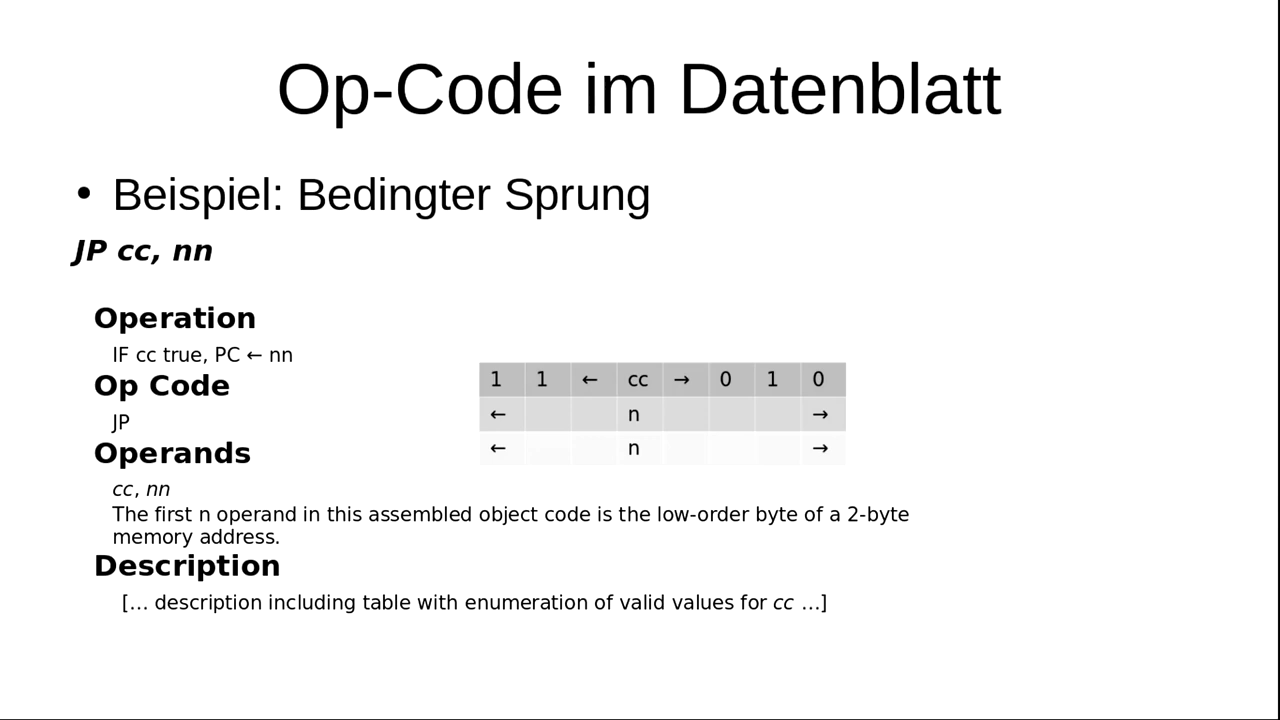 Op-Code im Datenblatt
• Beispiel: Bedingter Sprung
JP cc, nn
Operation
IF cc true, PC ← nn
Op Code
JP
1 1 ← cc → 0 1 0
← n →
← n →
Operands
cc, nn
The first n operand in this assembled object code is the low-order byte of a 2-byte
memory address.
Description
[… description including table with enumeration of valid values for cc …]